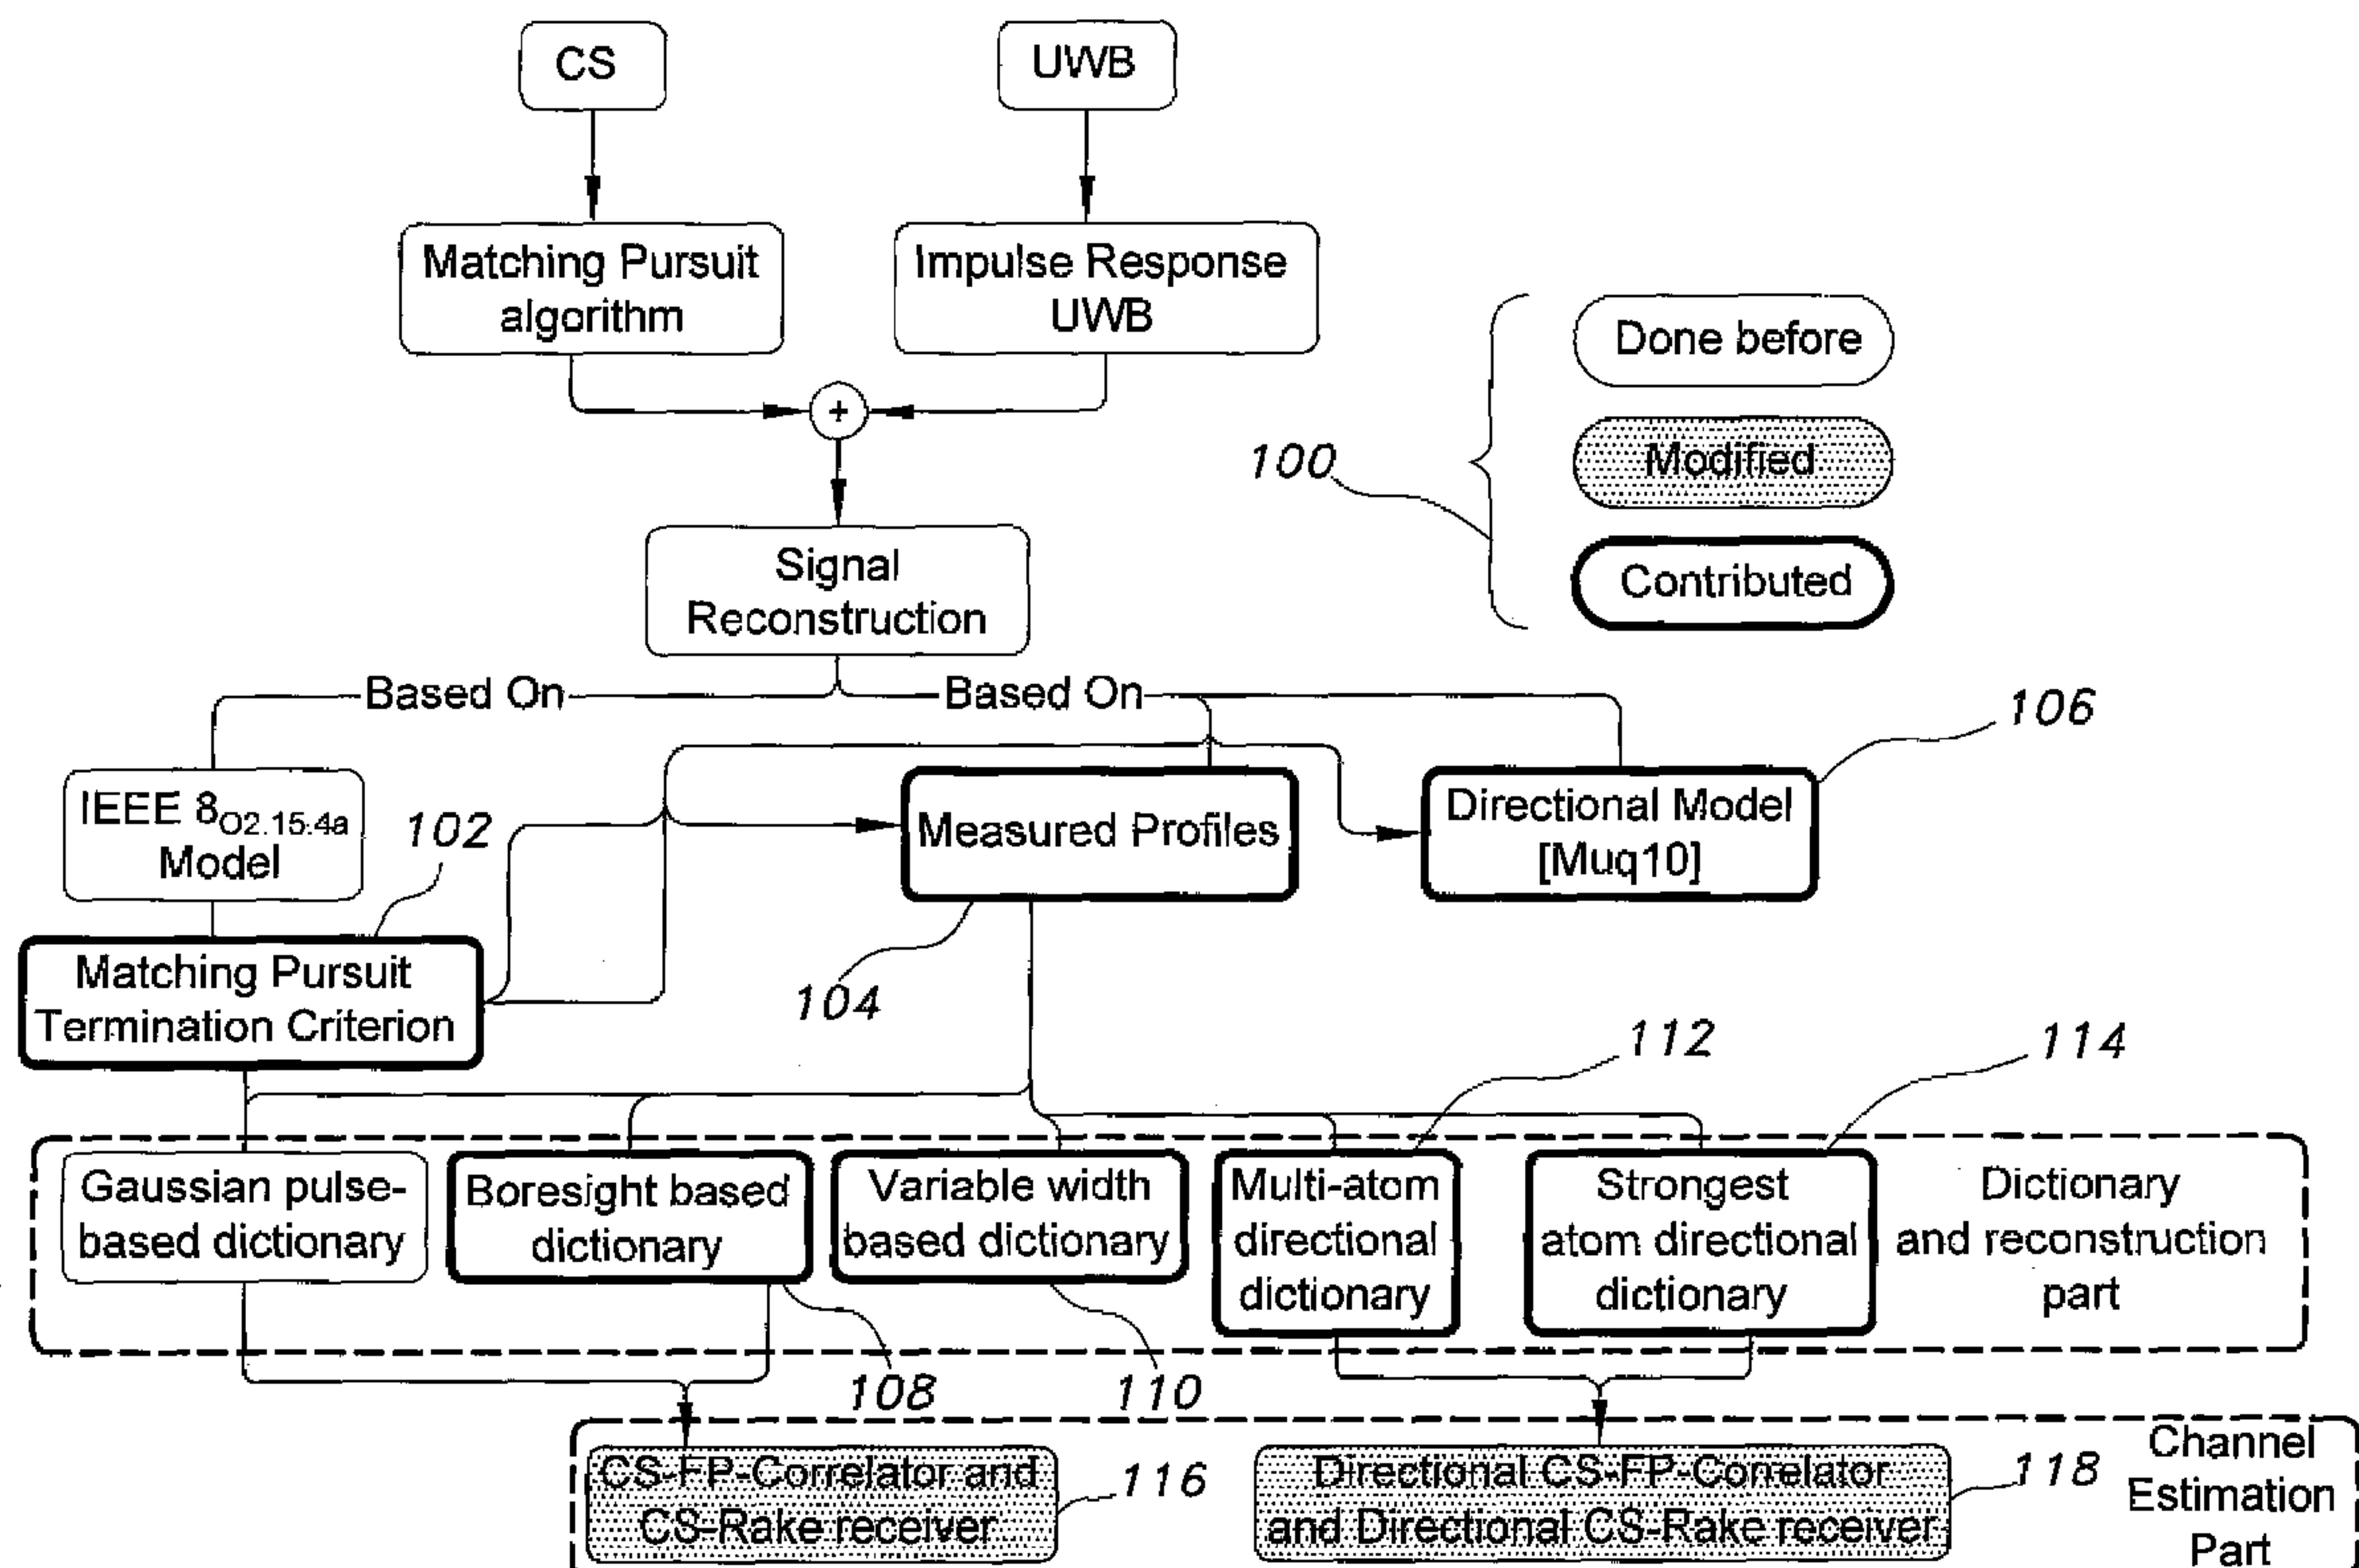 CS
UWB
Matching Pursuit
algorithm
Impulse Response
UWB
+
Done before
Modified
Contributed
100
Signal
Reconstruction
Based On
Based On
106
IEEE 8O2.15.4a
Model
102
Measured Profiles
Directional Model
[Muq10]
Matching Pursuit
Termination Criterion
104
112
114
Gaussian pulse-
based dictionary
Boresight based
dictionary
Variable width
based dictionary
Multi-atom
directional
dictionary
Strongest
atom directional
dictionary
Dictionary
and reconstruction
part
108
110
CS-FP-Correlator and
CS-Rake receiver
116
Directional CS-FP-Correlator
and Directional CS-Rake receiver
118
Channel
Estimation
Part